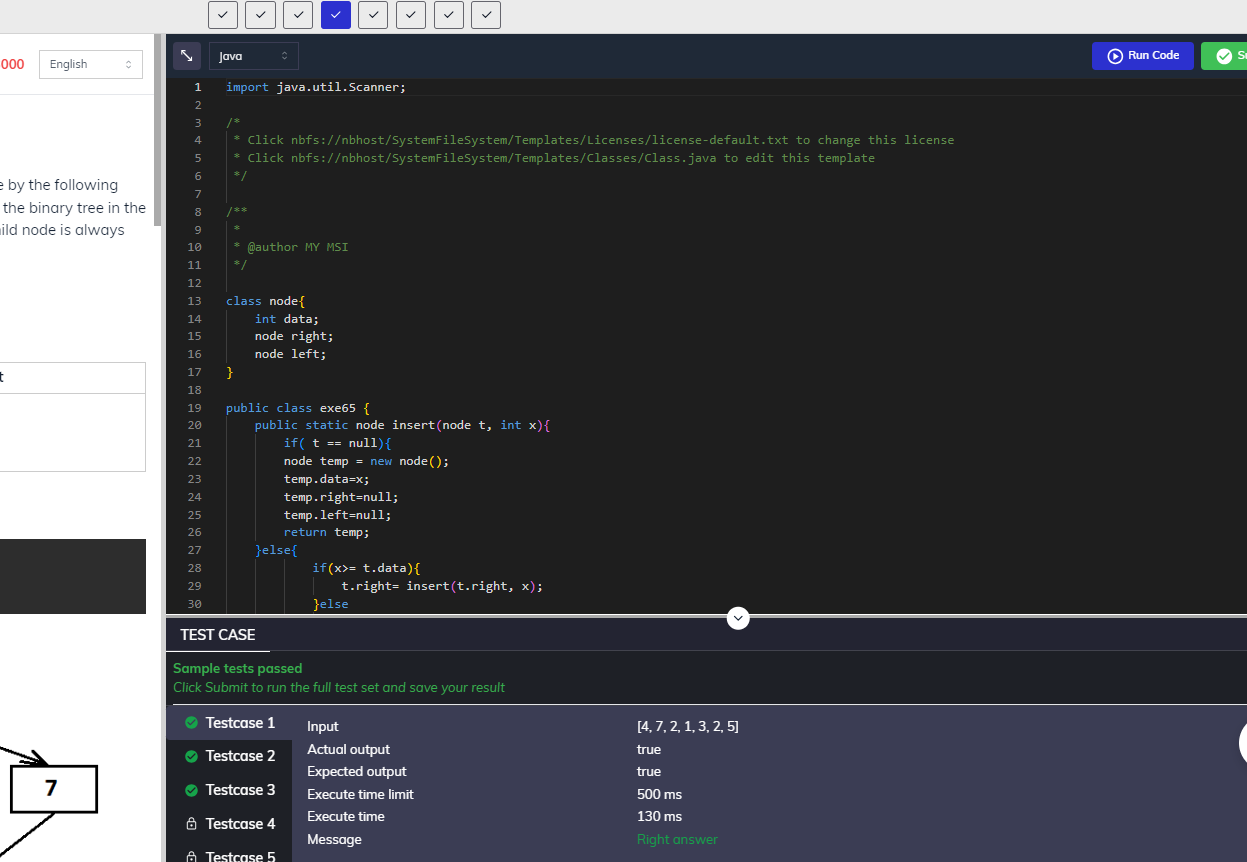 000
English
e by the following
the binary tree in the
ild node is always
t
7
Java
Run Code
1 import java.util.Scanner;
2
3 /*
4 * Click nbfs://nbhost/SystemFileSystem/Templates/Licenses/license-default.txt to change this license
5 * Click nbfs://nbhost/SystemFileSystem/Templates/Classes/Class.java to edit this template
6 */
7
8 /**
9 *
10 * @author MY MSI
11 */
12
13 class node{
14 int data;
15 node right;
16 node left;
17 }
18
19 public class exe65 {
20 public static node insert(node t, int x){
21 if( t == null){
22 node temp = new node();
23 temp.data=x;
24 temp.right=null;
25 temp.left=null;
26 return temp;
27 }else{
28 if(x>= t.data){
29 t.right= insert(t.right, x);
30 }else
TEST CASE
Sample tests passed
Click Submit to run the full test set and save your result
Testcase 1
Testcase 2
Testcase 3
Testcase 4
Testcase 5
Input [4, 7, 2, 1, 3, 2, 5]
Actual output true
Expected output true
Execute time limit 500 ms
Execute time 130 ms
Message Right answer